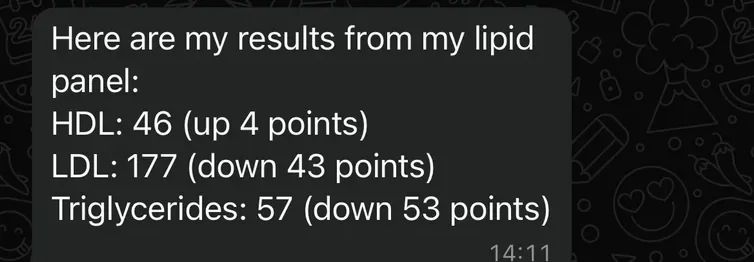 Here are my results from my lipid
panel:
HDL: 46 (up 4 points)
LDL: 177 (down 43 points)
Triglycerides: 57 (down 53 points)
14:11